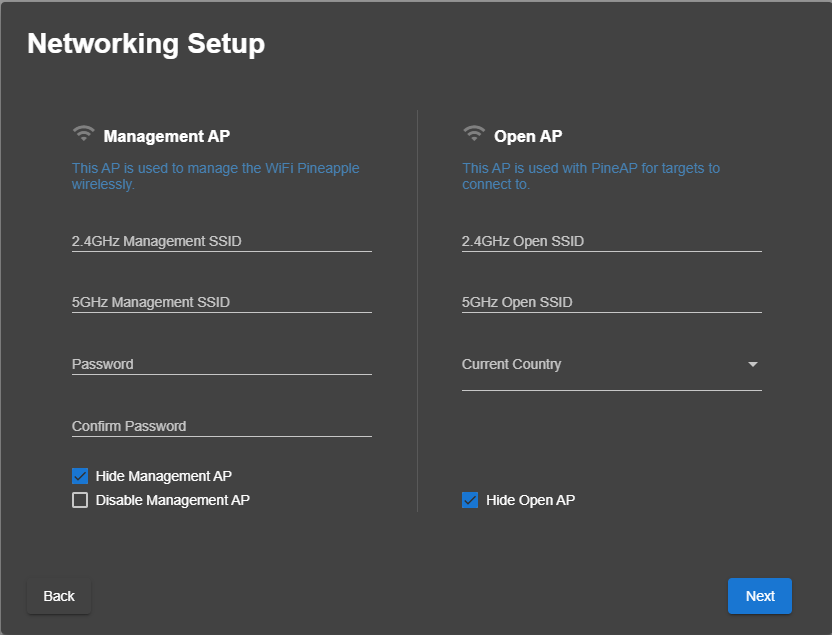 Networking Setup
Management AP
This AP is used to manage the WiFi Pineapple
wirelessly.
2.4GHz Management SSID
5GHz Management SSID
Password
Confirm Password
Hide Management AP
Disable Management AP
Open AP
This AP is used with PineAP for targets to
connect to.
2.4GHz Open SSID
5GHz Open SSID
Current Country
Hide Open AP
Back
Next